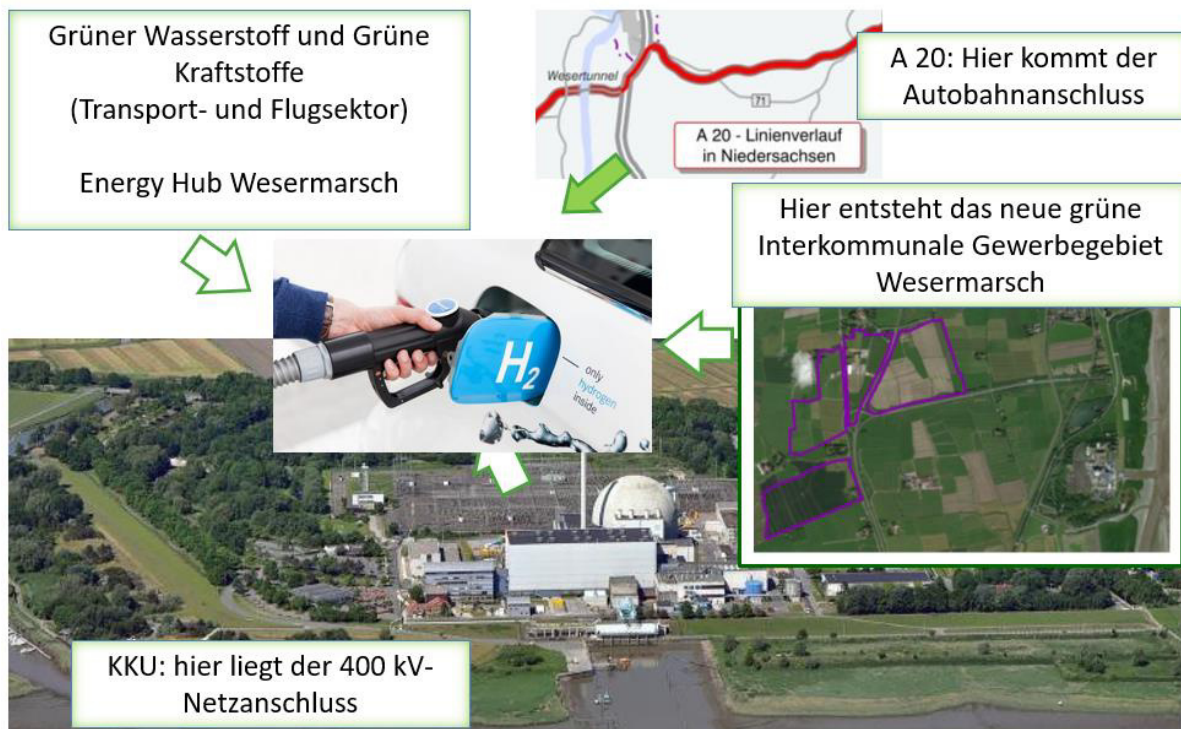 Grüner Wasserstoff und Grüne
Kraftstoffe
(Transport- und Flugsektor)
Energy Hub Wesermarsch
Wesertunnel
71
A 20 - Linienverlauf
in Niedersachsen
A 20: Hier kommt der
Autobahnanschluss
Hier entsteht das neue grüne
Interkommunale Gewerbegebiet
Wesermarsch
H2
only
hydrogen
inside
KKU: hier liegt der 400 kV-
Netzanschluss